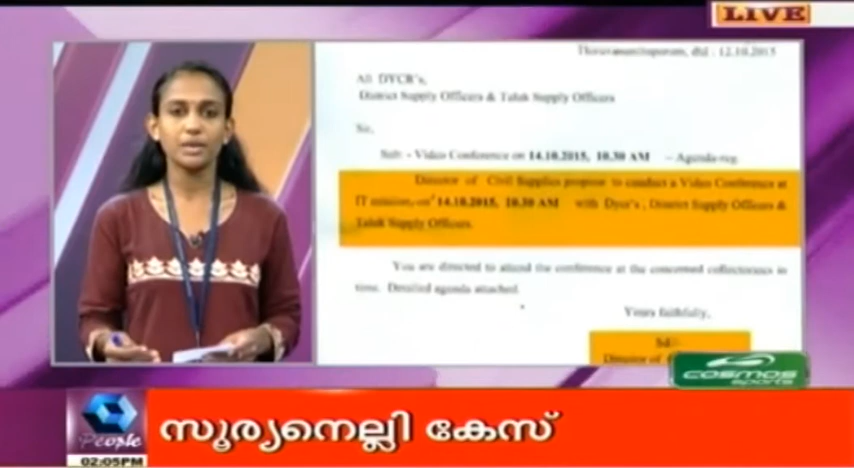 LIVE
Thiruvananthapuram, dtd : 12.10.2015
All DYCR's,
District Supply Officers & Taluk Supply Officers
Sir,
Sub: - Video Conference on 14.10.2015, 10.30 AM - Agenda-reg.
Director of Civil Supplies propose to conduct a Video Conference at
IT mission, on 14.10.2015, 10.30 AM with Dycr's, District Supply Officers &
Taluk Supply Officers.
You are directed to attend the conference at the concerned collectorates in
time. Detailed agenda attached.
Yours faithfully,
Sd/-
Director of
cosmos
sports
People
സൂര്യനെല്ലി കേസ്
02:05PM